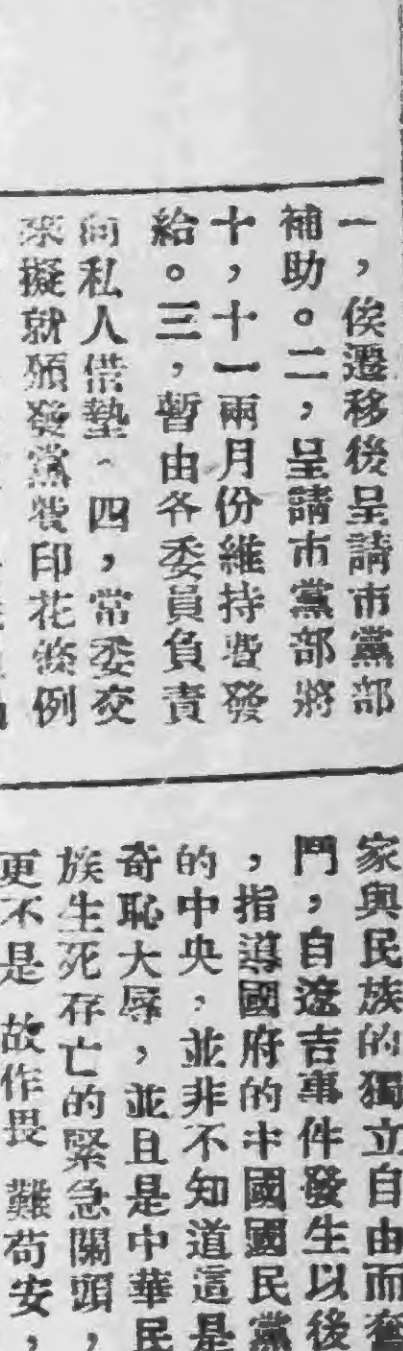 一，俟遷移後呈請市黨部
補助。二，呈請市黨部將
十，十一兩月份維持費發
給。三，暫由各委員負責
向私人借墊。四，常委交
來擬就頒發黨費印花條例
家與民族的獨立自由而奮
鬥，自遼吉事件發生以後
，指導國府的中國國民黨
的中央，並非不知道這是
奇恥大辱，並且是中華民
族生死存亡的緊急關頭，
更不是故作畏難苟安，